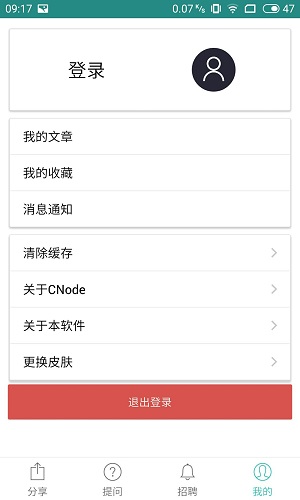 09:17 0.07 K/s 47
登录
我的文章
我的收藏
消息通知
清除缓存
关于CNode
关于本软件
更换皮肤
退出登录
分享 提问 招聘 我的